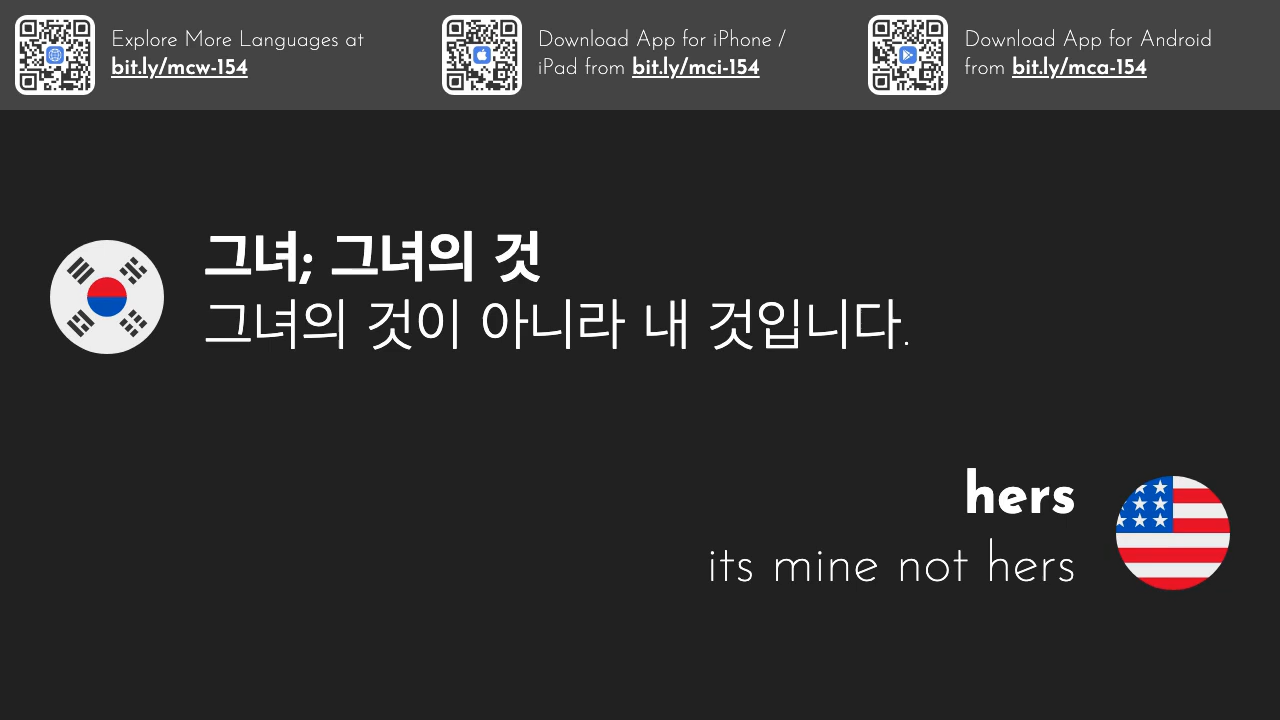 Explore More Languages at
bit.ly/mcw-154
Download App for iPhone /
iPad from bit.ly/mci-154
Download App for Android
from bit.ly/mca-154
그녀; 그녀의 것
그녀의 것이 아니라 내 것입니다.
hers
its mine not hers